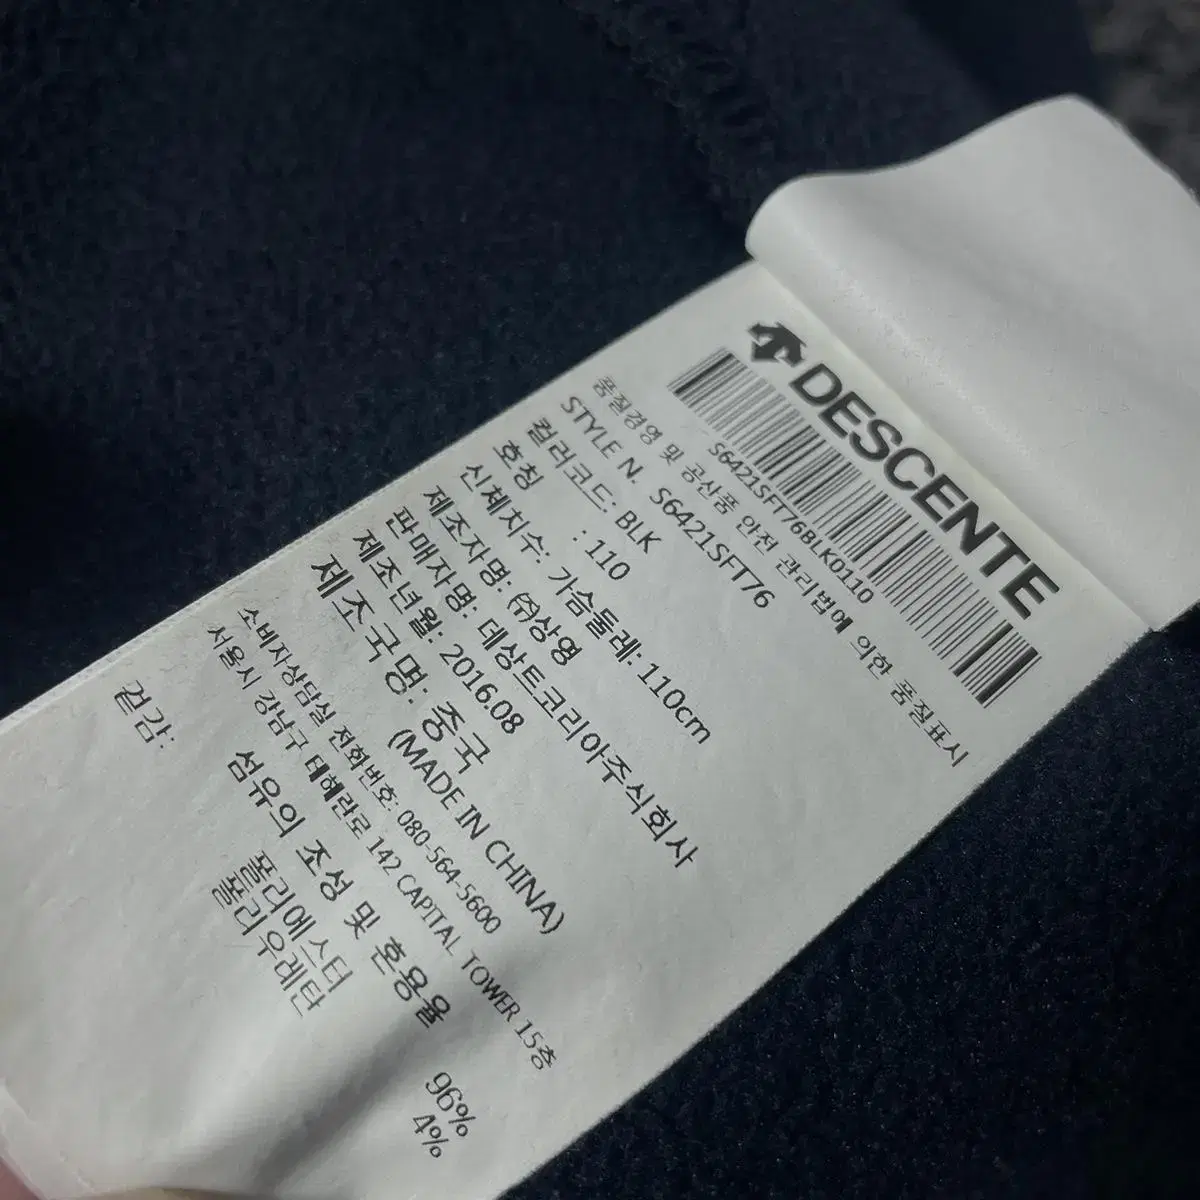 DESCENTE
S6421SFT76BLK0110
품질경영 및 공산품 안전 관리법에 의한 품질표시
STYLE N. S6421SFT76
컬러코드: BLK
호칭 : 110
신체치수: 가슴둘레: 110cm
제조자명: ㈜상영
판매자명: 데상트코리아주식회사
제조년월: 2016.08
제조국명: 중국
(MADE IN CHINA)
소비자상담실 전화번호: 080-564-5600
서울시 강남구 테헤란로 142 CAPITAL TOWER 15층
섬유의 조성 및 혼용율
겉감: 폴리에스터 96%
폴리우레탄 4%